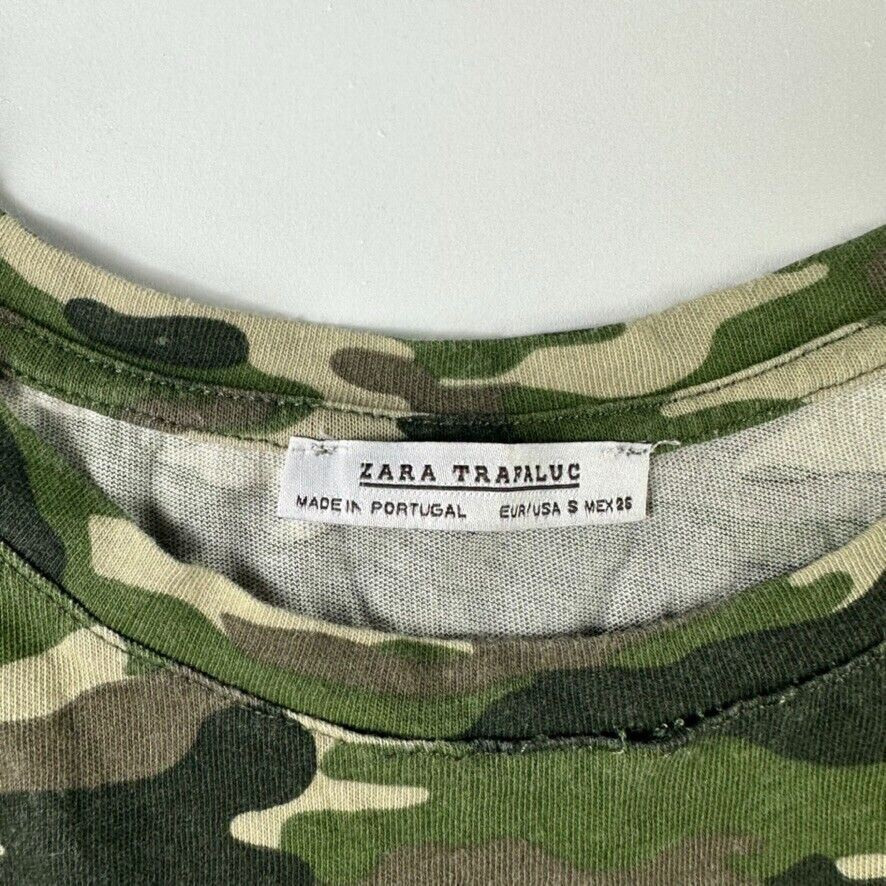 ZARA TRAFALUC
MADE IN PORTUGAL EUR/USA S MEX 26